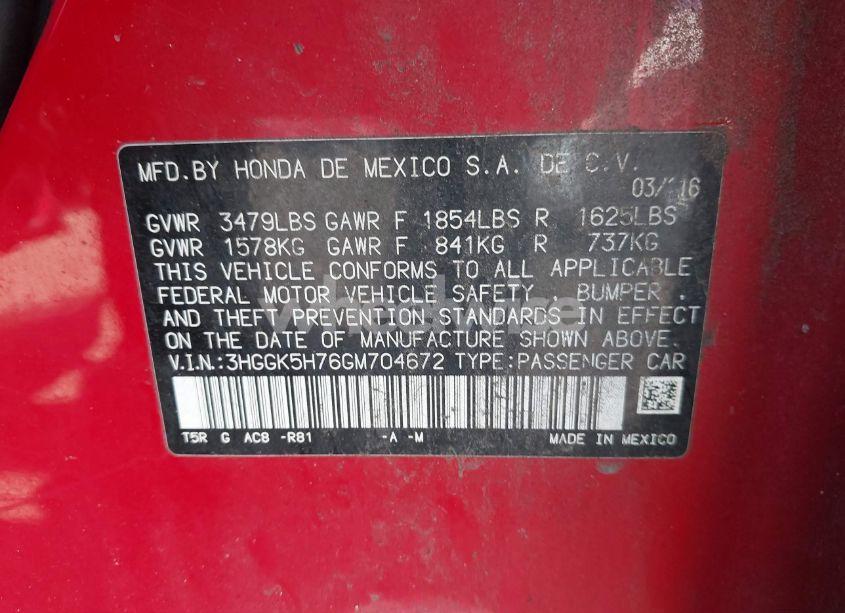 MFD.BY HONDA DE MEXICO S.A. DE C.V.
03/'16
GVWR 3479LBS GAWR F 1854LBS R 1625LBS
GVWR 1578KG GAWR F 841KG R 737KG
THIS VEHICLE CONFORMS TO ALL APPLICABLE
FEDERAL MOTOR VEHICLE SAFETY . BUMPER .
AND THEFT PREVENTION STANDARDS IN EFFECT
ON THE DATE OF MANUFACTURE SHOWN ABOVE.
V.I.N.:3HGGK5H76GM704672 TYPE:PASSENGER CAR
T5R G AC8 -R81 -A -M MADE IN MEXICO